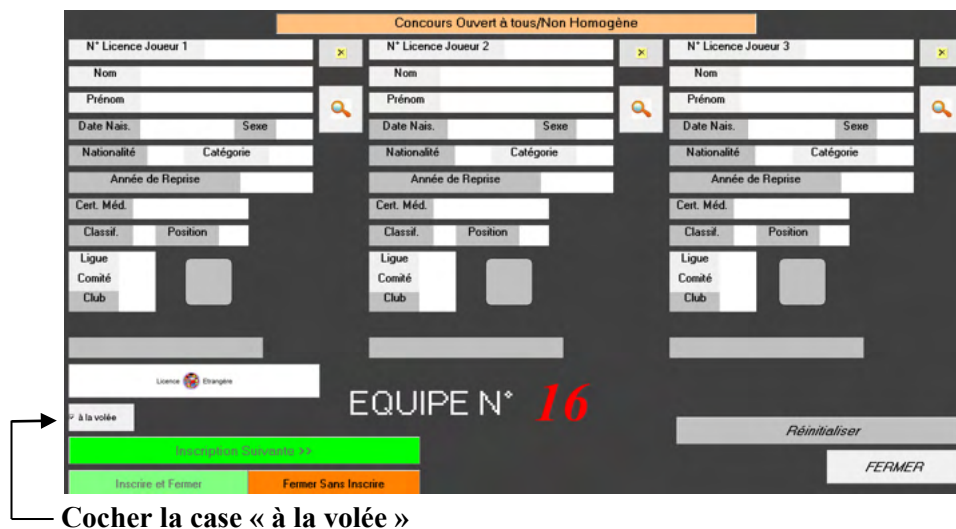 Concours Ouvert à tous/Non Homogène
N° Licence Joueur 1
Nom
Prénom
Date Nais. Sexe
Nationalité Catégorie
Année de Reprise
Cert. Méd.
Classif. Position
Ligue
Comité
Club
N° Licence Joueur 2
Nom
Prénom
Date Nais. Sexe
Nationalité Catégorie
Année de Reprise
Cert. Méd.
Classif. Position
Ligue
Comité
Club
N° Licence Joueur 3
Nom
Prénom
Date Nais. Sexe
Nationalité Catégorie
Année de Reprise
Cert. Méd.
Classif. Position
Ligue
Comité
Club
Licence Etrangère
à la volée
EQUIPE N° 16
Inscription Suivante >>
Inscrire et Fermer
Fermer Sans Inscrire
Réinitialiser
FERMER
Cocher la case « à la volée »